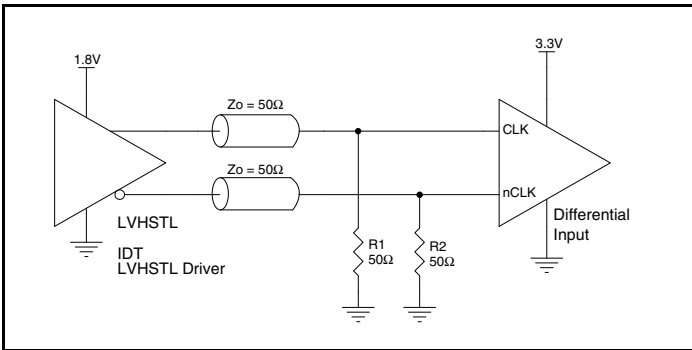 1.8V
3.3V
Zo = 50Ω
CLK
Zo = 50Ω
nCLK
LVHSTL
IDT
LVHSTL Driver
R1
50Ω
R2
50Ω
Differential
Input